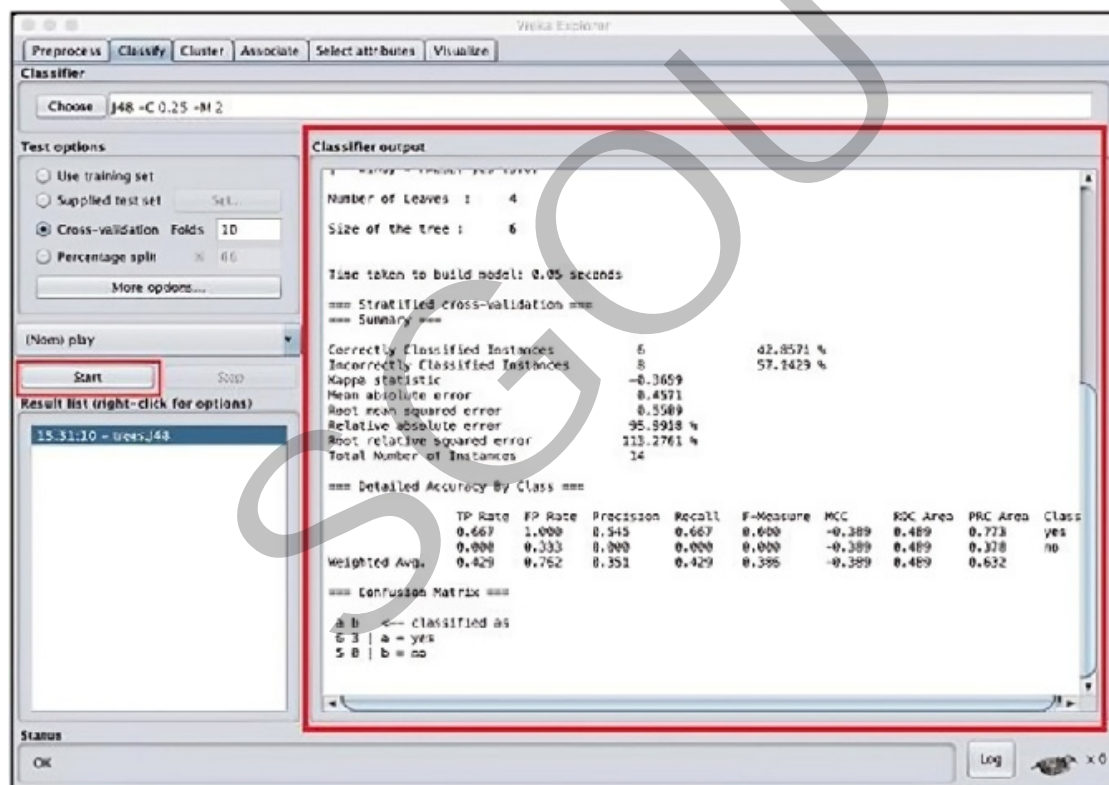 Weka Explorer
Preprocess Classify Cluster Associate Select attributes Visualize
Classifier
Choose J48 -C 0.25 -M 2
Test options
Use training set
Supplied test set Set...
Cross-validation Folds 10
Percentage split % 66
More options...
(Nom) play
Start Stop
Result list (right-click for options)
15:31:10 - trees.J48
Classifier output
Number of Leaves : 4
Size of the tree : 6
Time taken to build model: 0.05 seconds
=== Stratified cross-validation ===
=== Summary ===
Correctly Classified Instances 6 42.8571 %
Incorrectly Classified Instances 8 57.1429 %
Kappa statistic -0.3659
Mean absolute error 0.4571
Root mean squared error 0.5589
Relative absolute error 95.9918 %
Root relative squared error 113.2761 %
Total Number of Instances 14
=== Detailed Accuracy By Class ===
TP Rate FP Rate Precision Recall F-Measure MCC ROC Area PRC Area Class
0.667 1.000 0.545 0.667 0.600 -0.389 0.489 0.773 yes
0.000 0.333 0.000 0.000 0.000 -0.389 0.489 0.378 no
Weighted Avg. 0.429 0.762 0.351 0.429 0.386 -0.389 0.489 0.632
=== Confusion Matrix ===
a b <-- classified as
6 3 | a = yes
5 0 | b = no
Status
OK
Log x 0
SGOU